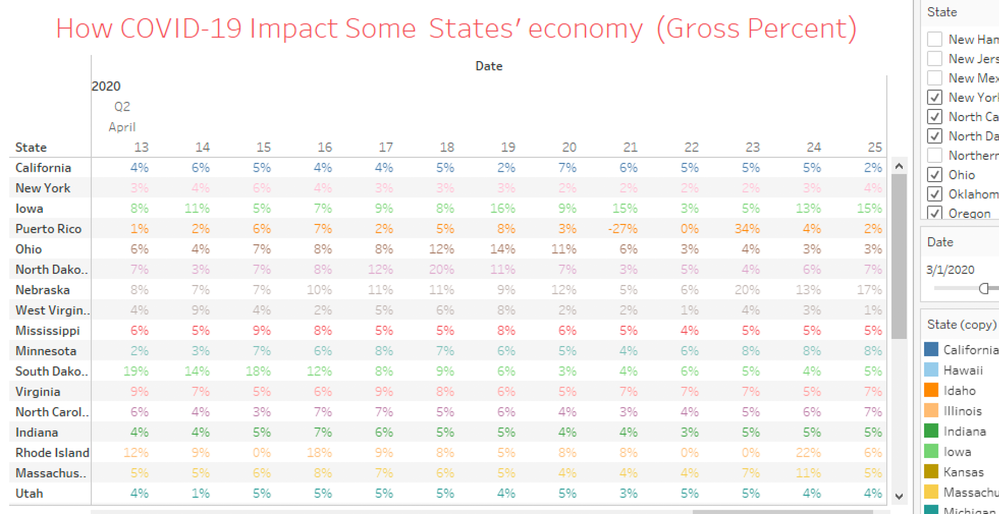 How COVID-19 Impact Some States' economy (Gross Percent)
Date
2020
Q2
April
State 13 14 15 16 17 18 19 20 21 22 23 24 25
California 4% 6% 5% 4% 4% 5% 2% 7% 6% 5% 5% 5% 2%
New York 3% 4% 6% 4% 3% 3% 3% 2% 2% 2% 2% 3% 4%
Iowa 8% 11% 5% 7% 9% 8% 16% 9% 15% 3% 5% 13% 15%
Puerto Rico 1% 2% 6% 7% 2% 5% 8% 3% -27% 0% 34% 4% 2%
Ohio 6% 4% 7% 8% 8% 12% 14% 11% 6% 3% 4% 3% 3%
North Dako.. 7% 3% 7% 8% 12% 20% 11% 7% 3% 5% 4% 6% 7%
Nebraska 8% 7% 7% 10% 11% 11% 9% 12% 5% 6% 20% 13% 17%
West Virgin.. 4% 9% 4% 2% 5% 6% 8% 2% 2% 1% 4% 3% 1%
Mississippi 6% 5% 9% 8% 5% 5% 8% 6% 5% 4% 5% 5% 5%
Minnesota 2% 3% 7% 6% 8% 7% 6% 5% 4% 6% 8% 8% 8%
South Dako.. 19% 14% 18% 12% 8% 9% 6% 3% 4% 6% 5% 4% 5%
Virginia 9% 7% 5% 6% 9% 8% 6% 5% 7% 7% 7% 5% 7%
North Carol.. 6% 4% 3% 7% 7% 5% 6% 4% 3% 4% 5% 6% 7%
Indiana 4% 4% 5% 7% 6% 5% 5% 4% 4% 3% 5% 5% 5%
Rhode Island 12% 9% 0% 18% 9% 8% 5% 8% 8% 0% 0% 22% 6%
Massachus.. 5% 5% 6% 8% 7% 6% 5% 4% 4% 4% 7% 11% 5%
Utah 4% 1% 5% 5% 5% 5% 4% 5% 3% 5% 5% 4% 4%
State
New Ham
New Jers
New Mex
New York
North Ca
North Da
Northern
Ohio
Oklahom
Oregon
Date
3/1/2020
State (copy)
California
Hawaii
Idaho
Illinois
Indiana
Iowa
Kansas
Massachu
Michigan